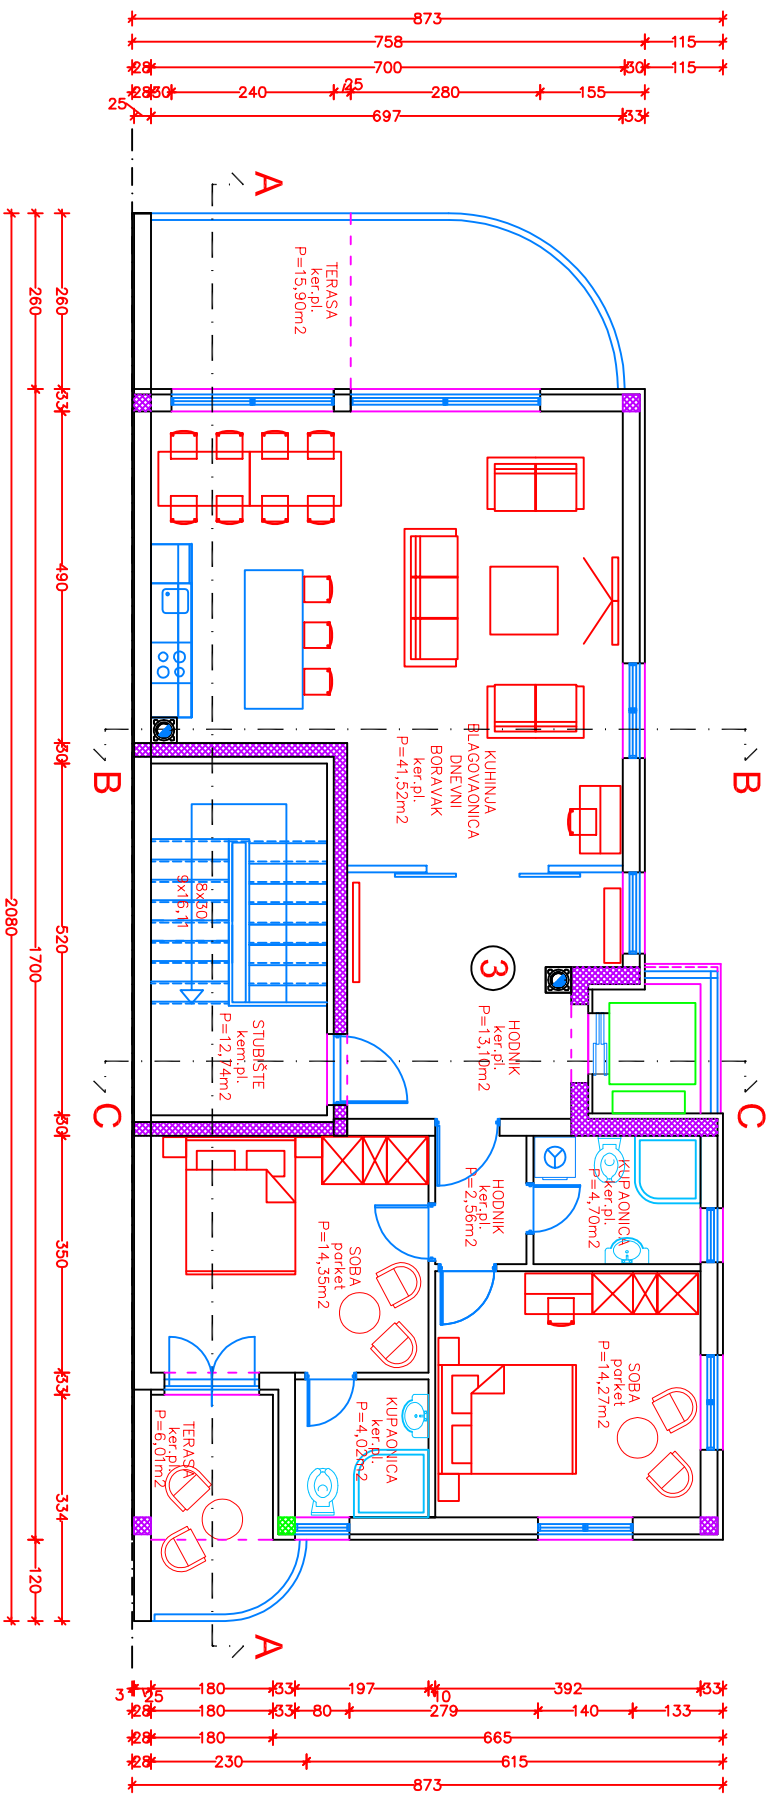 873
758
115
28
700
30
115
28
30
240
25
280
155
25
697
33
A
TERASA
ker.pl.
P=15,90m2
260
260
33
490
KUHINJA
BLAGOVAONICA
DNEVNI
BORAVAK
ker.pl.
P=41,52m2
B
B
30
8x30
9x16,11
3
520
2080
1700
STUBIŠTE
kem.pl.
P=12,74m2
HODNIK
ker.pl.
P=13,10m2
C
C
30
HODNIK
ker.pl.
P=2,56m2
KUPAONICA
ker.pl.
P=4,70m2
350
SOBA
parket
P=14,35m2
SOBA
parket
P=14,27m2
33
KUPAONICA
ker.pl.
P=4,02m2
TERASA
ker.pl.
P=6,01m2
334
120
A
3
25
180
33
197
10
392
33
28
180
33
80
279
140
133
28
180
665
28
230
615
873